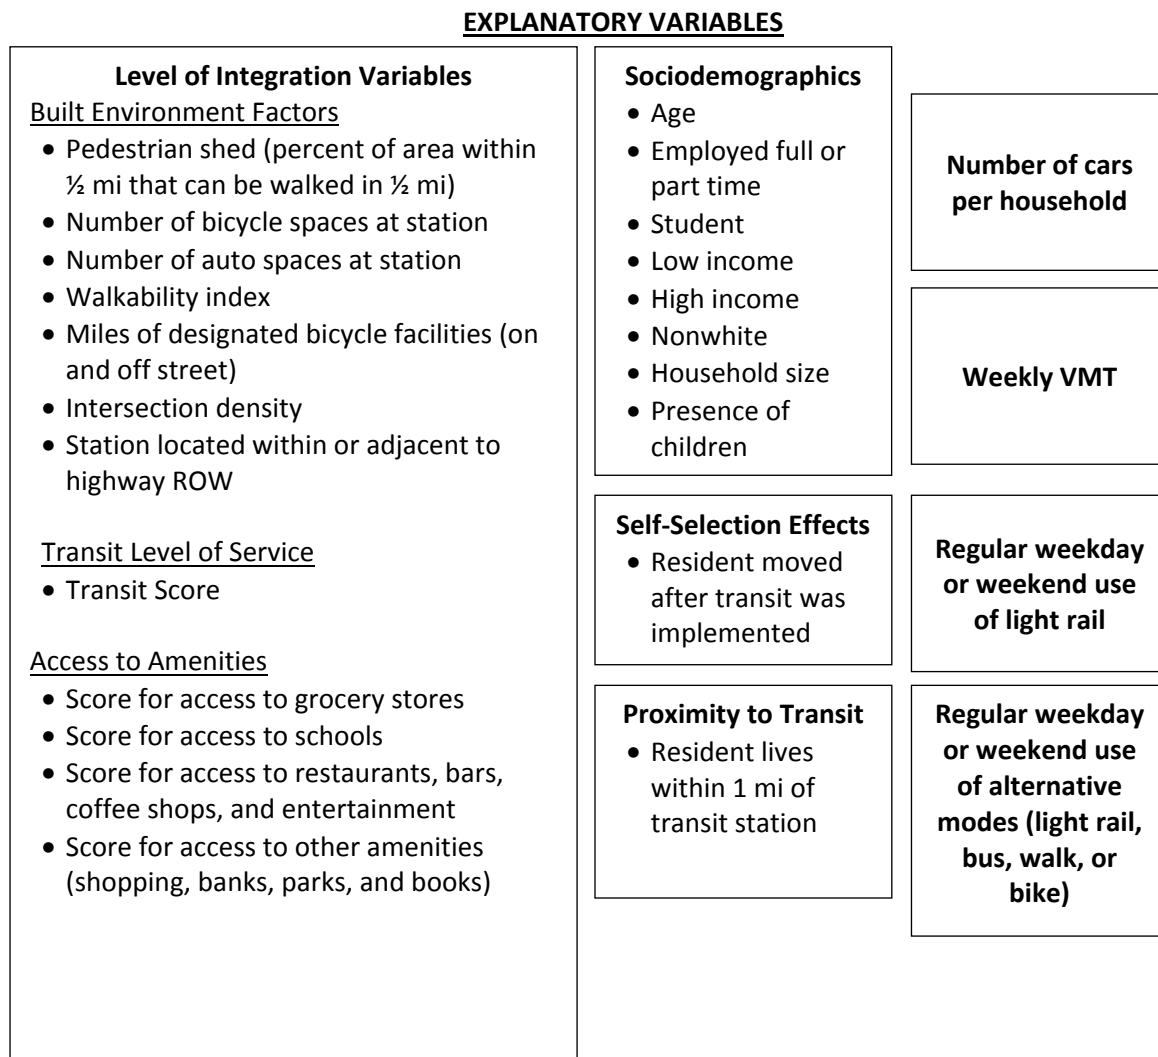 EXPLANATORY VARIABLES
Level of Integration Variables
Built Environment Factors
• Pedestrian shed (percent of area within
½ mi that can be walked in ½ mi)
• Number of bicycle spaces at station
• Number of auto spaces at station
• Walkability index
• Miles of designated bicycle facilities (on
and off street)
• Intersection density
• Station located within or adjacent to
highway ROW
Transit Level of Service
• Transit Score
Access to Amenities
• Score for access to grocery stores
• Score for access to schools
• Score for access to restaurants, bars,
coffee shops, and entertainment
• Score for access to other amenities
(shopping, banks, parks, and books)
Sociodemographics
• Age
• Employed full or
part time
• Student
• Low income
• High income
• Nonwhite
• Household size
• Presence of
children
Self-Selection Effects
• Resident moved
after transit was
implemented
Proximity to Transit
• Resident lives
within 1 mi of
transit station
Number of cars
per household
Weekly VMT
Regular weekday
or weekend use
of light rail
Regular weekday
or weekend use
of alternative
modes (light rail,
bus, walk, or
bike)